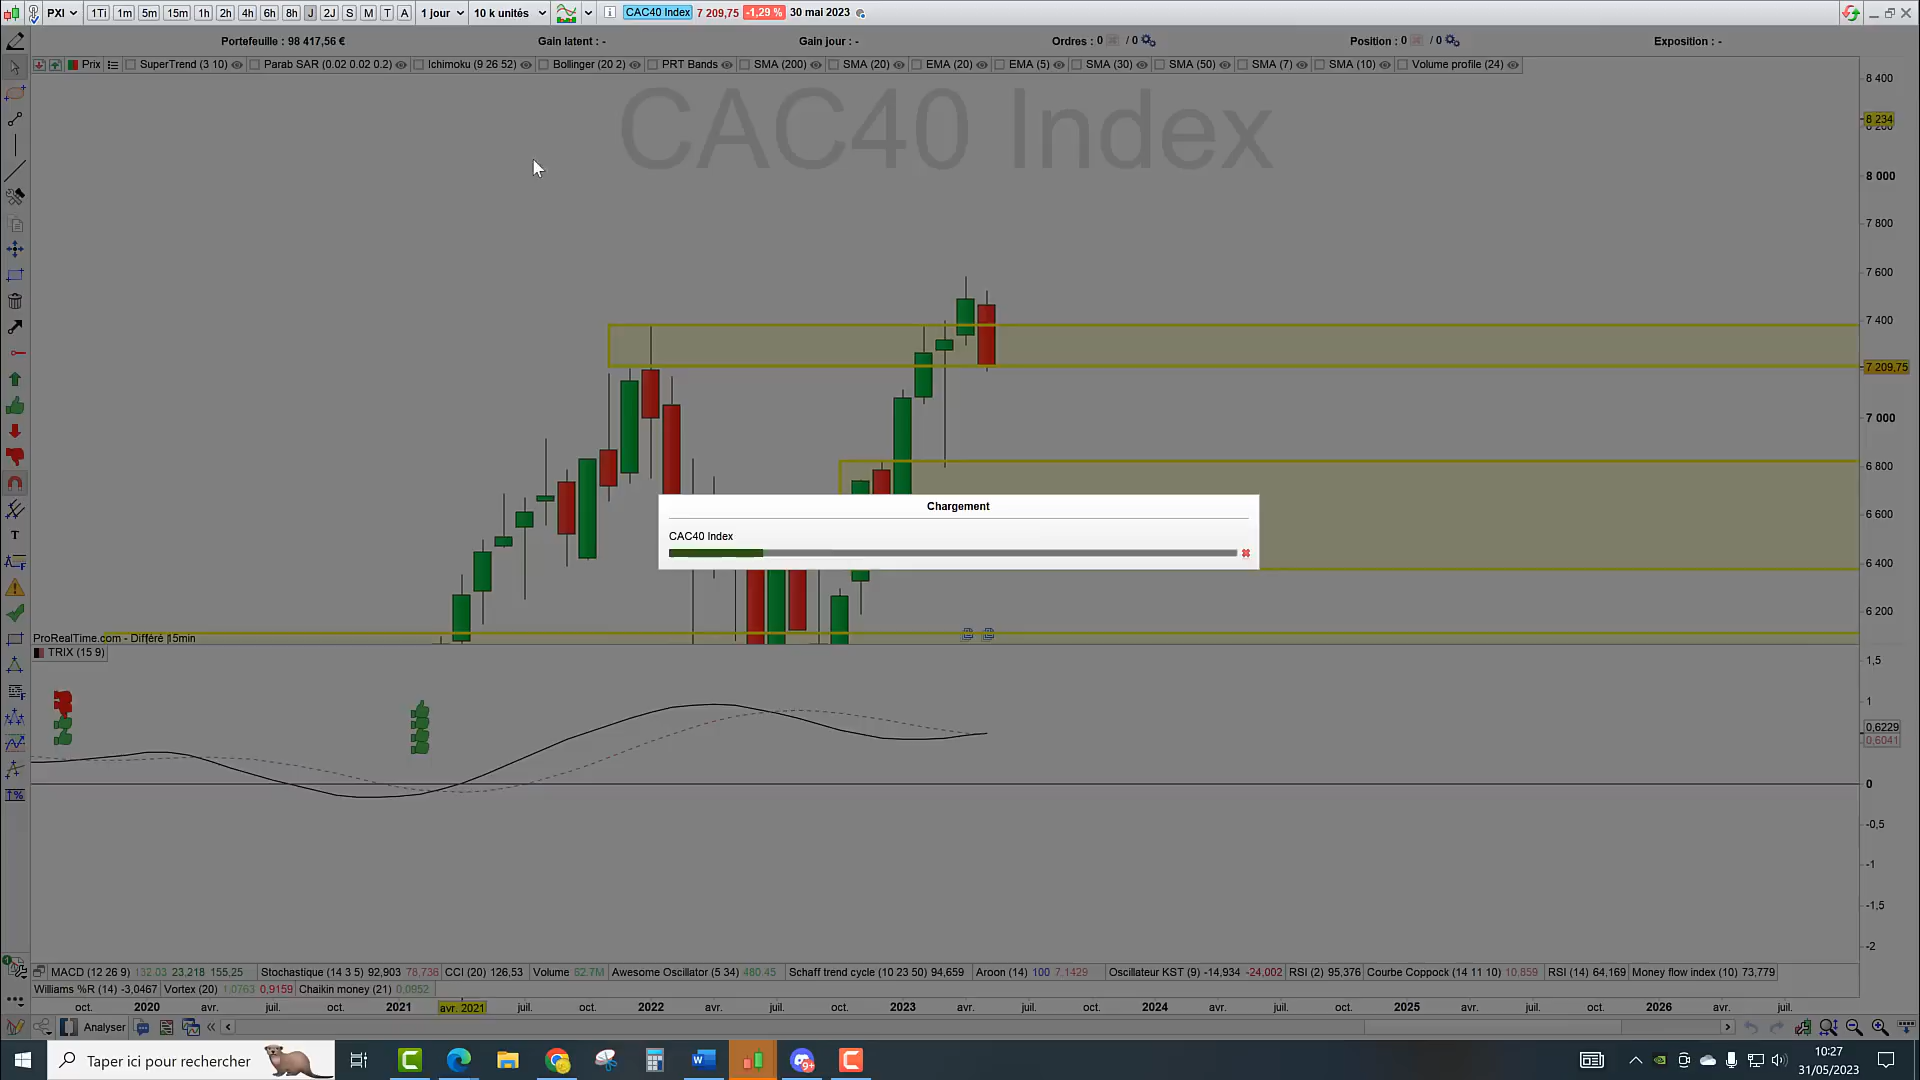 PXI 1Ti 1m 5m 15m 1h 2h 4h 6h 8h J 2J S M T A 1 jour 10 k unités CAC40 Index 7 209,75 -1,29 % 30 mai 2023
Portefeuille : 98 417,56 € Gain latent : - Gain jour : - Ordres : 0 / 0 Position : 0 / 0 Exposition : -
Prix SuperTrend (3 10) Parab SAR (0.02 0.02 0.2) Ichimoku (9 26 52) Bollinger (20 2) PRT Bands SMA (200) SMA (20) EMA (20) EMA (5) SMA (30) SMA (50) SMA (7) SMA (10) Volume profile (24)
CAC40 Index
8 400
8 234
8 200
8 000
7 800
7 600
7 400
7 209,75
7 000
6 800
6 600
6 400
6 200
Chargement
CAC40 Index
ProRealTime.com - Différé 15min
TRIX (15 9)
1,5
1
0,6229
0,6041
0
-0,5
-1
-1,5
-2
MACD (12 26 9) 132.03 23,218 155,25 Stochastique (14 3 5) 92,903 78,736 CCI (20) 126,53 Volume 62.7M Awesome Oscillator (5 34) 480.45 Schaff trend cycle (10 23 50) 94,659 Aroon (14) 100 7.1429 Oscillateur KST (9) -14,934 -24,002 RSI (2) 95,376 Courbe Coppock (14 11 10) 10,859 RSI (14) 64,169 Money flow index (10) 73,779
Williams %R (14) -3,0467 Vortex (20) 1,0763 0,9159 Chaikin money (21) 0,0952
oct. 2020 avr. juil. oct. 2021 avr. 2021 juil. oct. 2022 avr. juil. oct. 2023 avr. juil. oct. 2024 avr. juil. oct. 2025 avr. juil. oct. 2026 avr. juil.
Analyser
Taper ici pour rechercher
10:27
31/05/2023